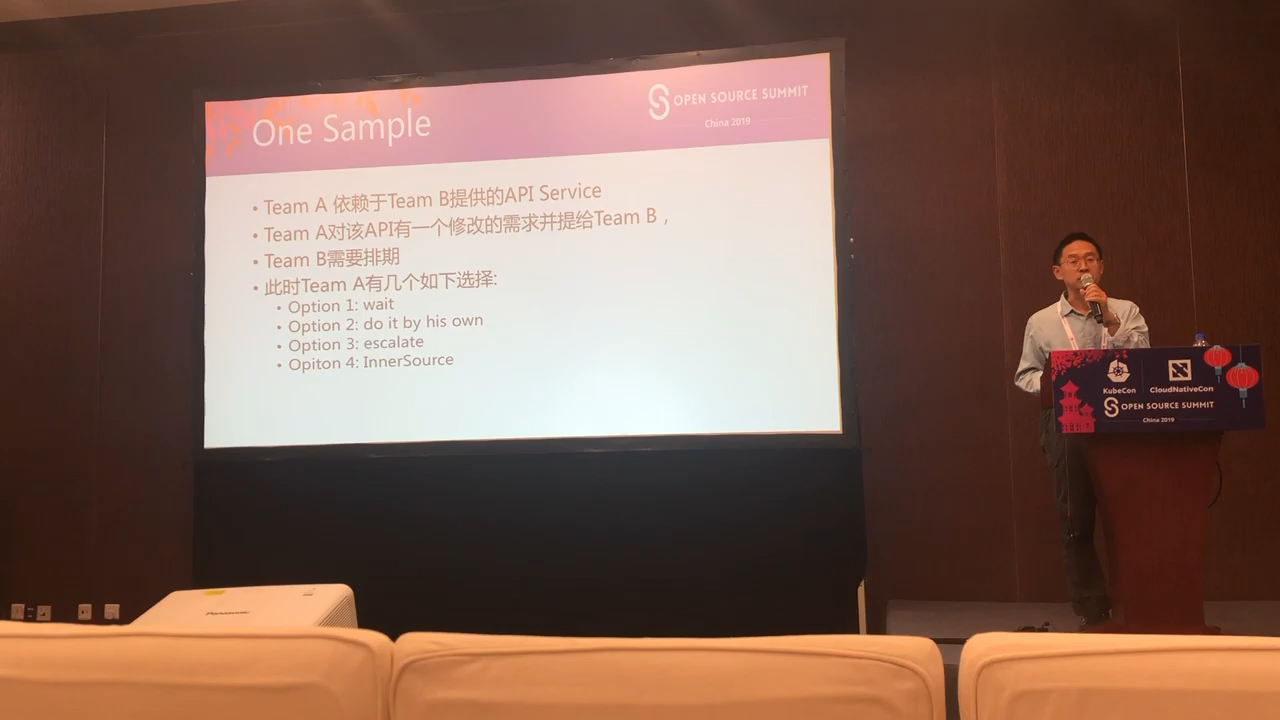 One Sample
OPEN SOURCE SUMMIT
China 2019
• Team A 依赖于Team B提供的API Service
• Team A对该API有一个修改的需求并提给Team B，
• Team B需要排期
• 此时Team A有几个如下选择:
• Option 1: wait
• Option 2: do it by his own
• Option 3: escalate
• Opiton 4: InnerSource
KubeCon
CloudNativeCon
OPEN SOURCE SUMMIT
China 2019
Panasonic